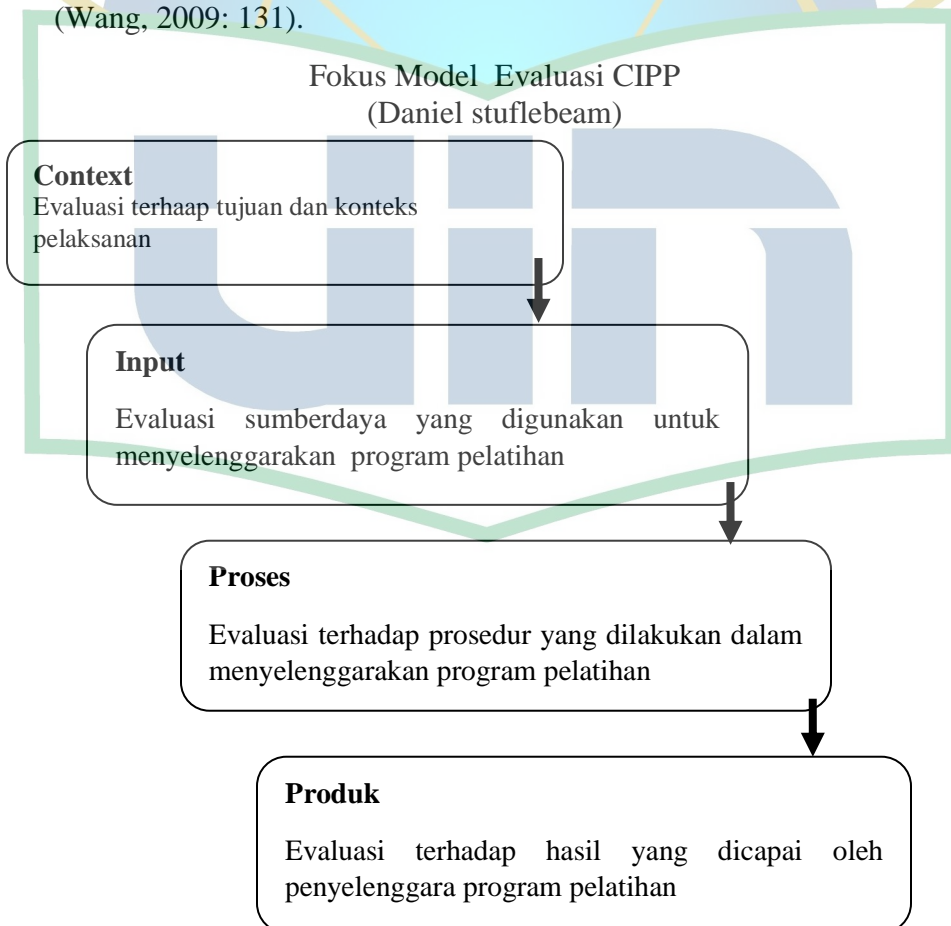 (Wang, 2009: 131).
Fokus Model Evaluasi CIPP
(Daniel stuflebeam)
Context
Evaluasi terhaap tujuan dan konteks
pelaksanan
Input
Evaluasi sumberdaya yang digunakan untuk
menyelenggarakan program pelatihan
Proses
Evaluasi terhadap prosedur yang dilakukan dalam
menyelenggarakan program pelatihan
Produk
Evaluasi terhadap hasil yang dicapai oleh
penyelenggara program pelatihan
uin